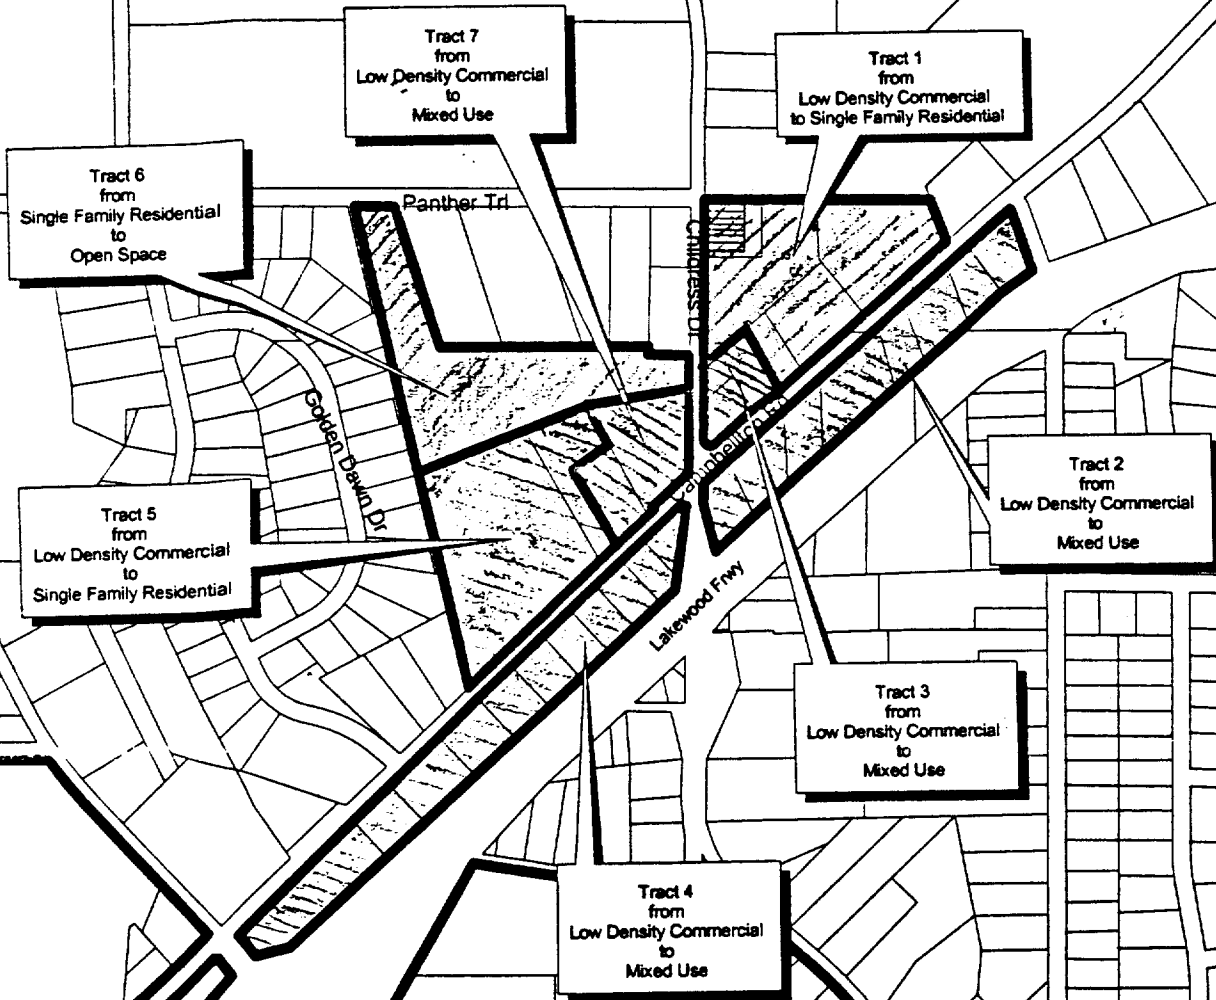 Tract 7
from
Low Density Commercial
to
Mixed Use
Tract 1
from
Low Density Commercial
to Single Family Residential
Tract 6
from
Single Family Residential
to
Open Space
Panther Trl
Childress Dr
Golden Dawn Dr
Tract 2
from
Low Density Commercial
to
Mixed Use
Tract 5
from
Low Density Commercial
to
Single Family Residential
Lakewood Frwy
Tract 3
from
Low Density Commercial
to
Mixed Use
Tract 4
from
Low Density Commercial
to
Mixed Use